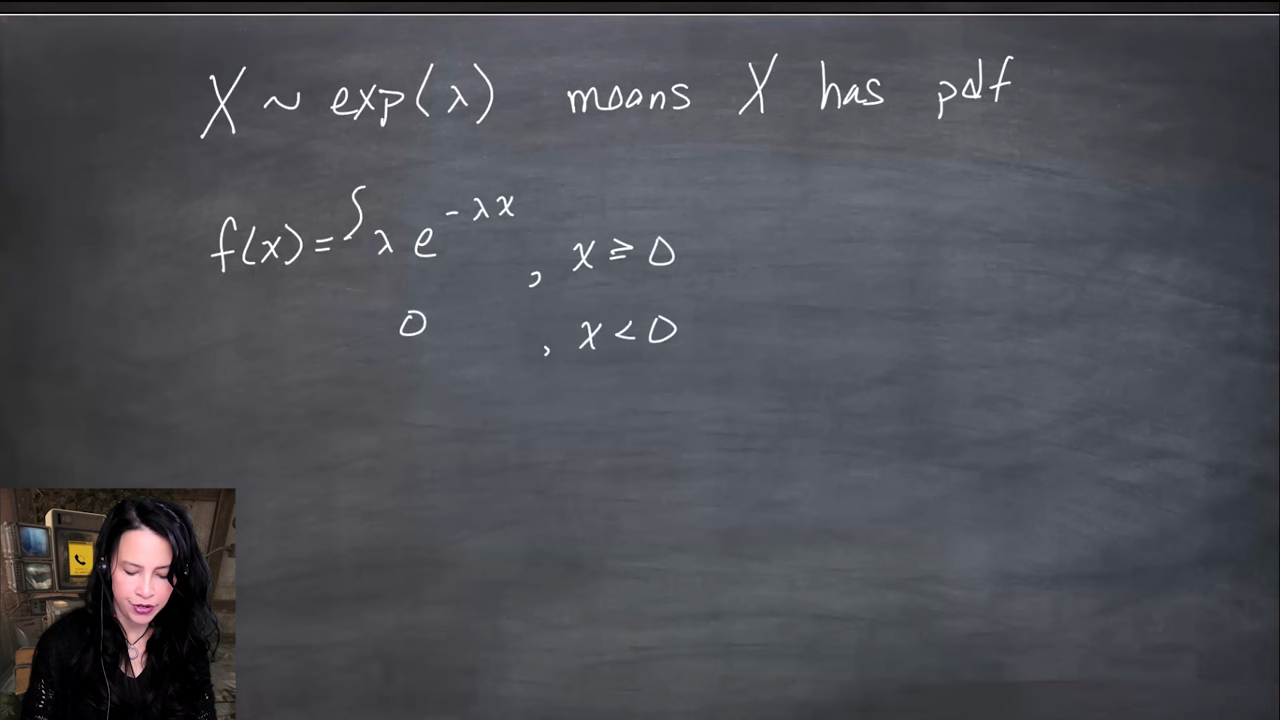 X ~ exp(λ) means X has pdf
f(x) = { λ e^{-λx} , x ≥ 0
0 , x < 0